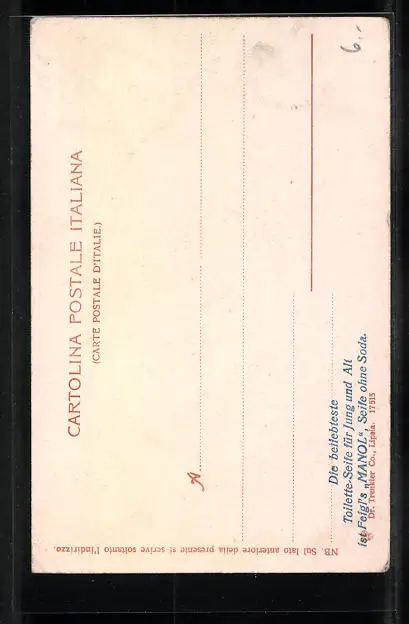 CARTOLINA POSTALE ITALIANA
(CARTE POSTALE D'ITALIE.)
A
Die beliebteste
Toilette-Seife für Jung und Alt
ist Feigl's „MANOL“, Seife ohne Soda.
Dr. Trenkler Co., Lipsia. 17515
NB. Sul lato anteriore della presente si scrive soltanto l'indirizzo.
6.-